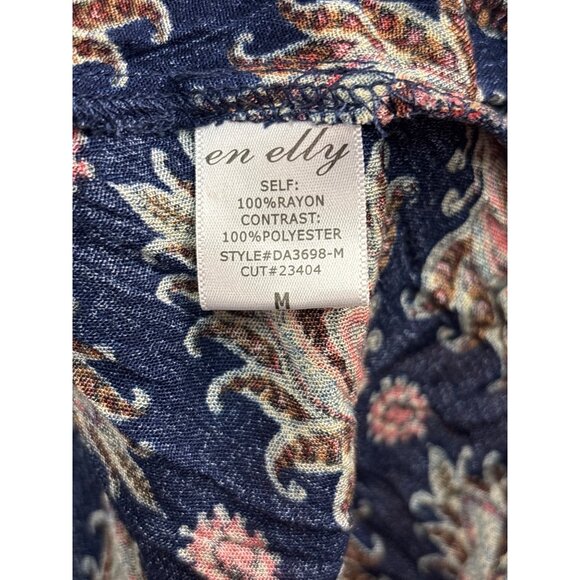 en elly
SELF:
100%RAYON
CONTRAST:
100%POLYESTER
STYLE#DA3698-M
CUT#23404
M